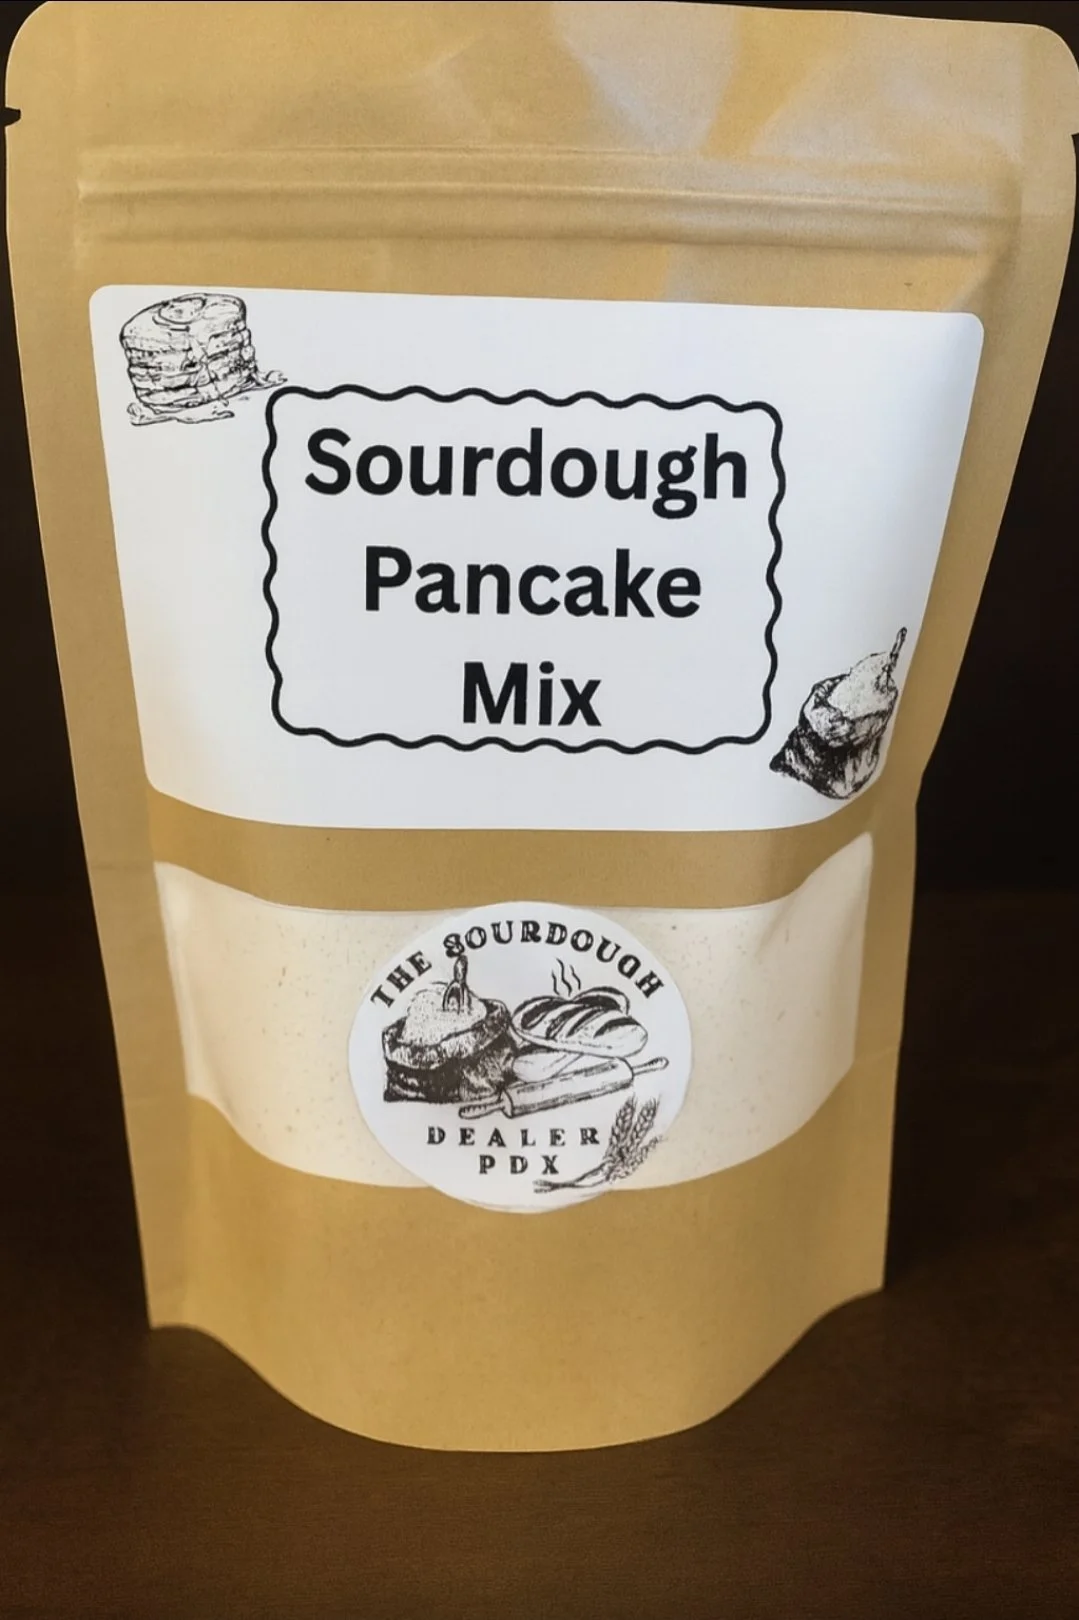 Sourdough
Pancake
Mix
THE SOURDOUGH
DEALER
PDX